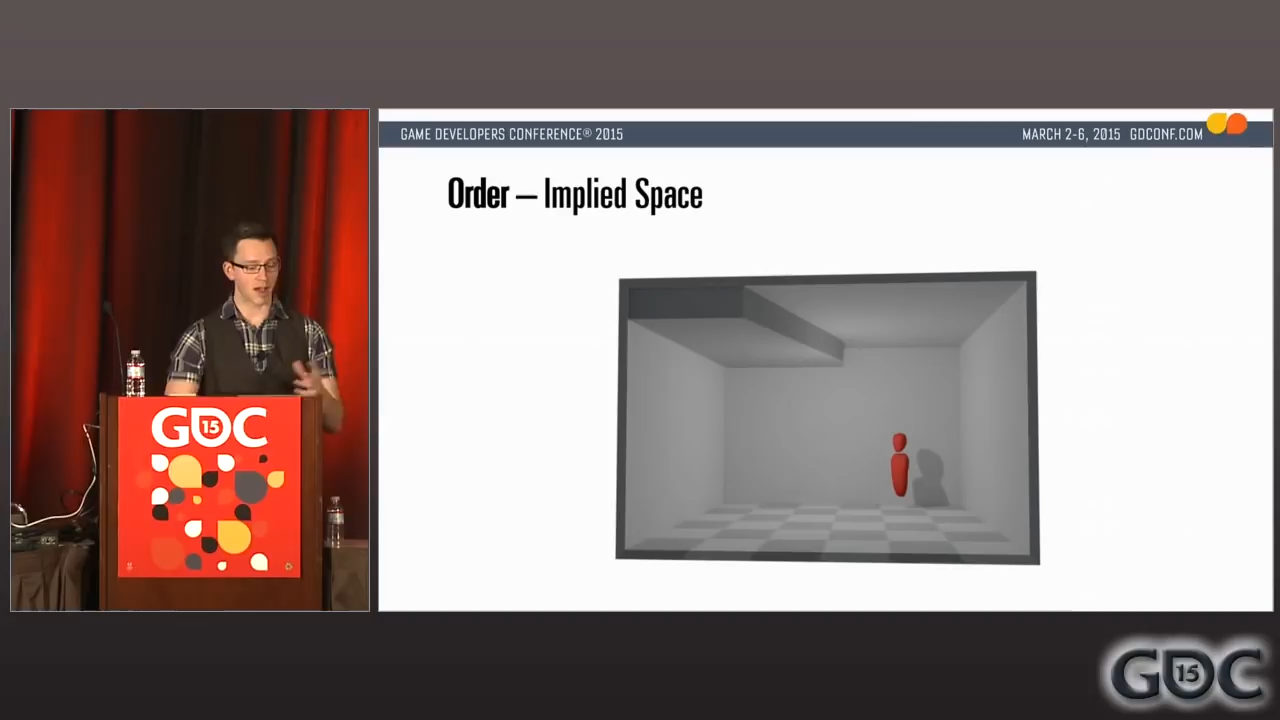 GAME DEVELOPERS CONFERENCE® 2015
MARCH 2-6, 2015 GDCONF.COM
Order – Implied Space
GDC
15
GDC
15